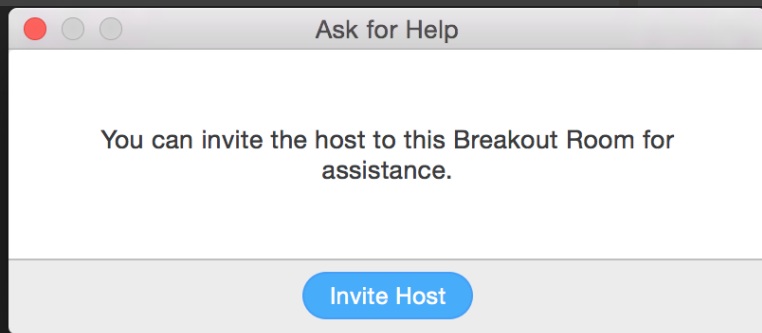 Ask for Help
You can invite the host to this Breakout Room for
assistance.
Invite Host